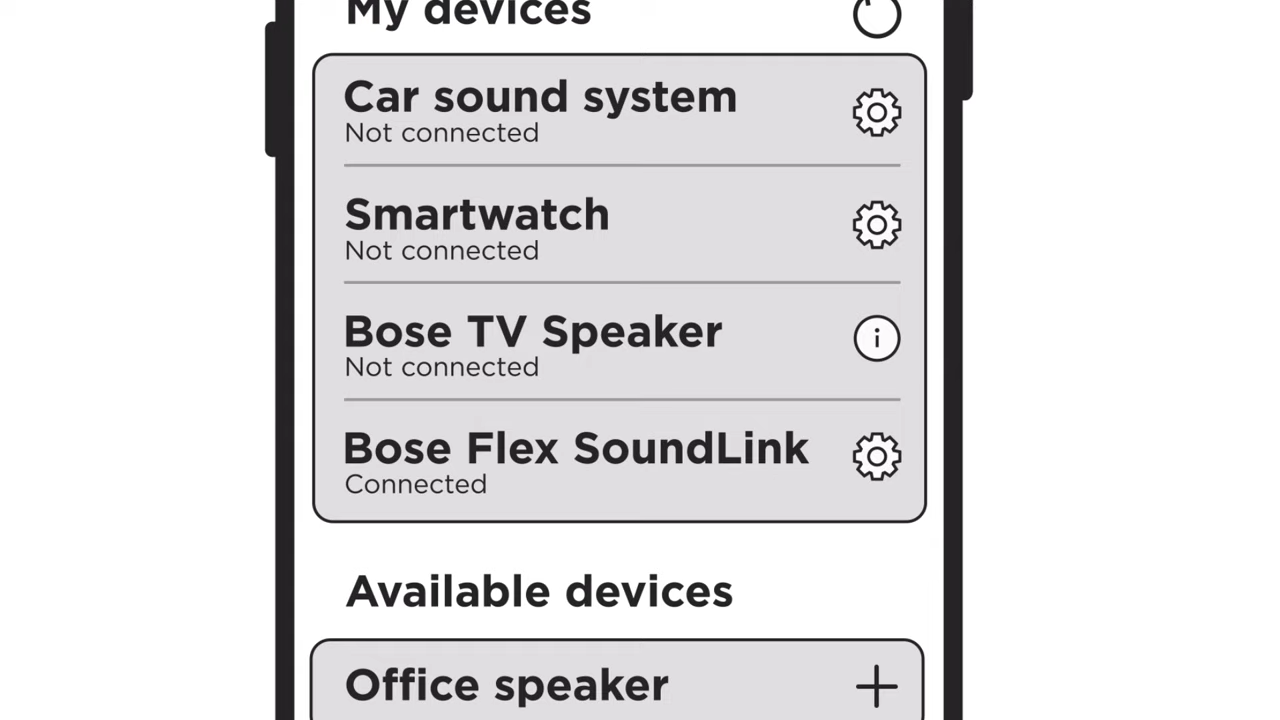 My devices
Car sound system
Not connected
Smartwatch
Not connected
Bose TV Speaker
Not connected
i
Bose Flex SoundLink
Connected
Available devices
Office speaker